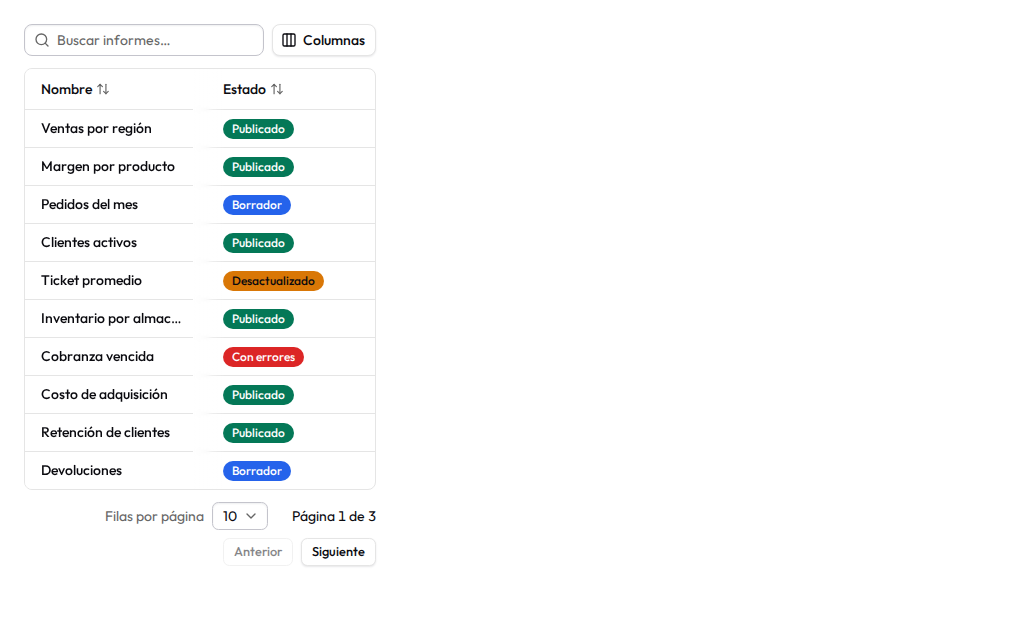 Buscar informes...
Columnas
Nombre Estado
Ventas por región Publicado
Margen por producto Publicado
Pedidos del mes Borrador
Clientes activos Publicado
Ticket promedio Desactualizado
Inventario por almac... Publicado
Cobranza vencida Con errores
Costo de adquisición Publicado
Retención de clientes Publicado
Devoluciones Borrador
Filas por página 10 Página 1 de 3
Anterior Siguiente